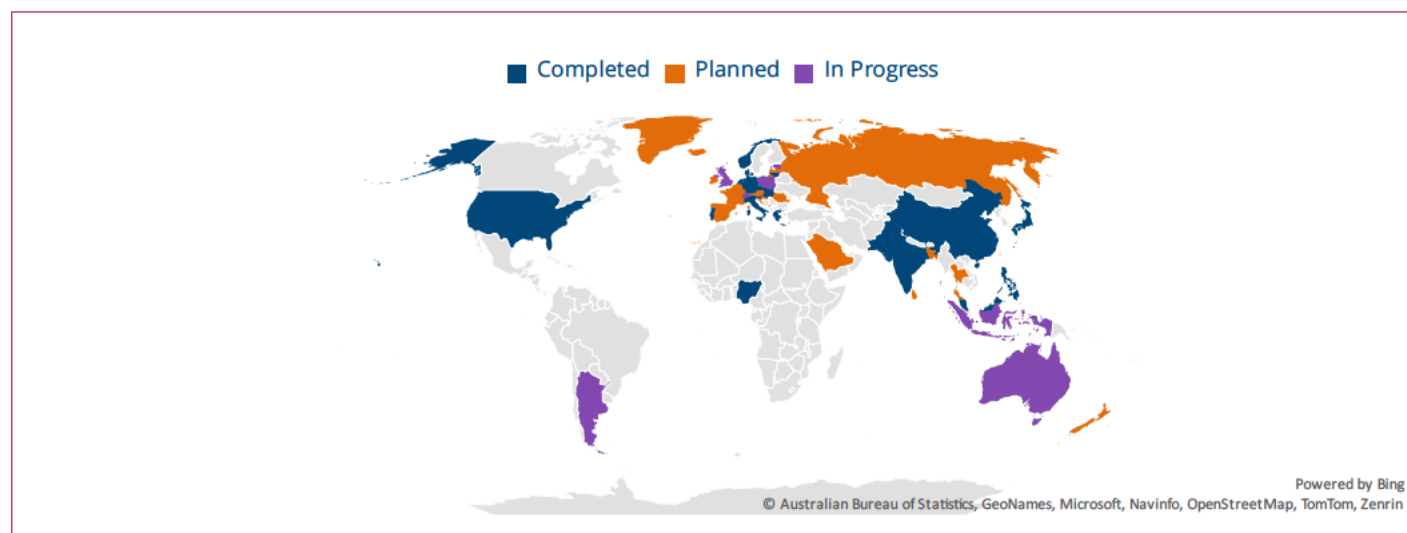 Completed Planned In Progress
Powered by Bing
© Australian Bureau of Statistics, GeoNames, Microsoft, Navinfo, OpenStreetMap, TomTom, Zenrin